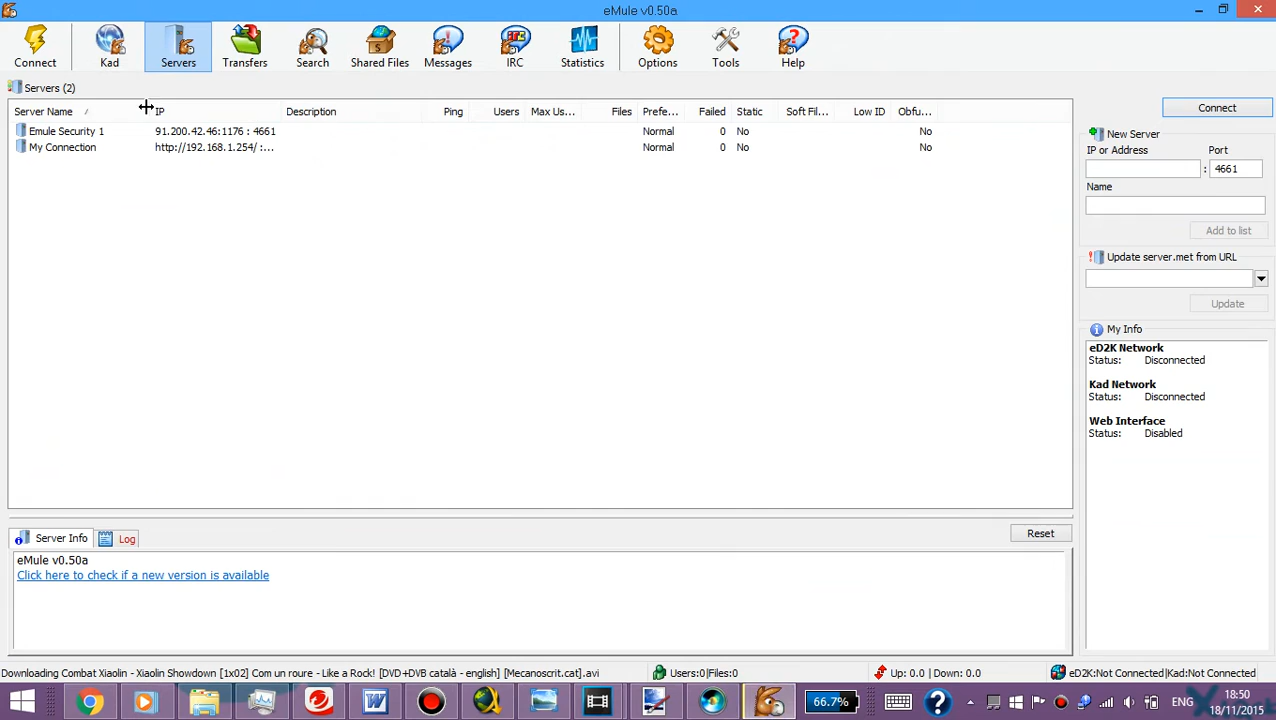 eMule v0.50a
Connect Kad Servers Transfers Search Shared Files Messages IRC Statistics Options Tools Help
Servers (2)
Server Name / IP Description Ping Users Max Us... Files Prefe... Failed Static Soft Fil... Low ID Obfu...
Emule Security 1 91.200.42.46:1176 : 4661 Normal 0 No No
My Connection http://192.168.1.254/ :... Normal 0 No No
Connect
New Server
IP or Address Port
: 4661
Name
Add to list
Update server.met from URL
Update
My Info
eD2K Network
Status: Disconnected
Kad Network
Status: Disconnected
Web Interface
Status: Disabled
Server Info Log
Reset
eMule v0.50a
Click here to check if a new version is available
Downloading Combat Xiaolin - Xiaolin Showdown [1x02] Com un roure - Like a Rock! [DVD+DVB català - english] [Mecanoscrit.cat].avi
Users:0|Files:0
Up: 0.0 | Down: 0.0
eD2K:Not Connected|Kad:Not Connected
66.7%
ENG
18:50
18/11/2015